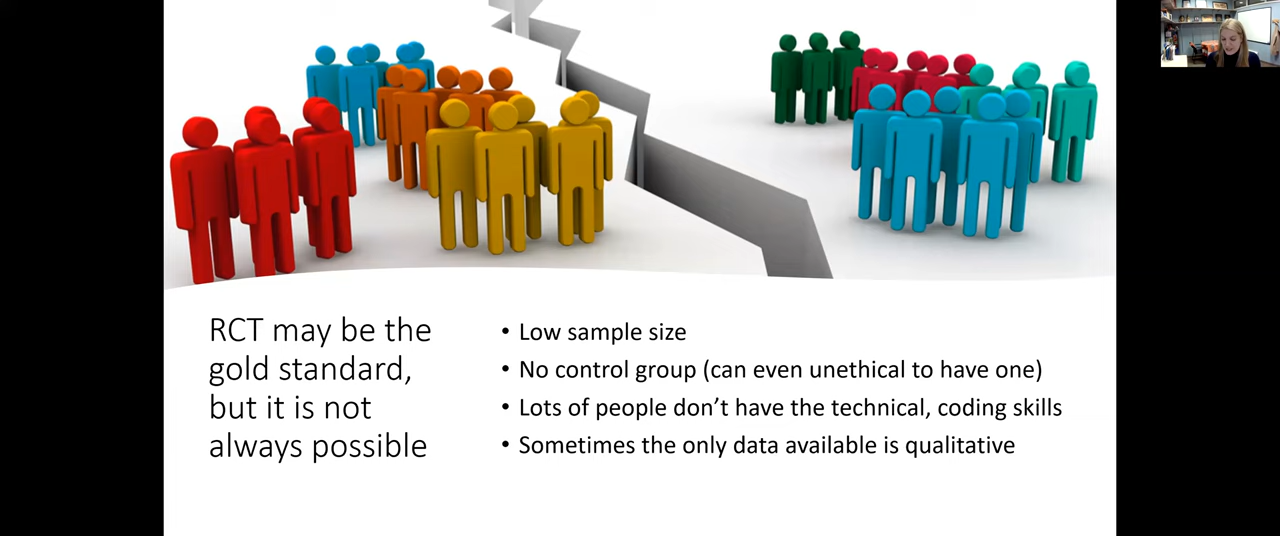 RCT may be the
gold standard,
but it is not
always possible
• Low sample size
• No control group (can even unethical to have one)
• Lots of people don’t have the technical, coding skills
• Sometimes the only data available is qualitative